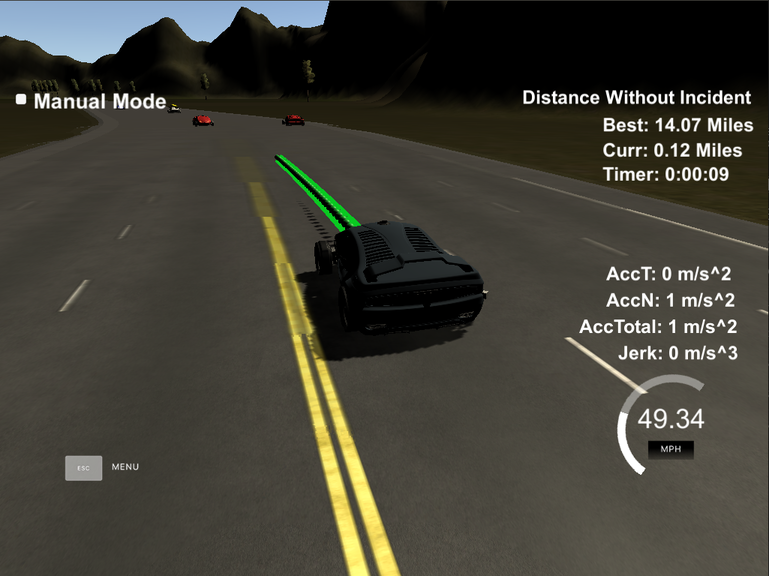 Manual Mode
Distance Without Incident
Best: 14.07 Miles
Curr: 0.12 Miles
Timer: 0:00:09
AccT: 0 m/s^2
AccN: 1 m/s^2
AccTotal: 1 m/s^2
Jerk: 0 m/s^3
49.34
MPH
ESC MENU